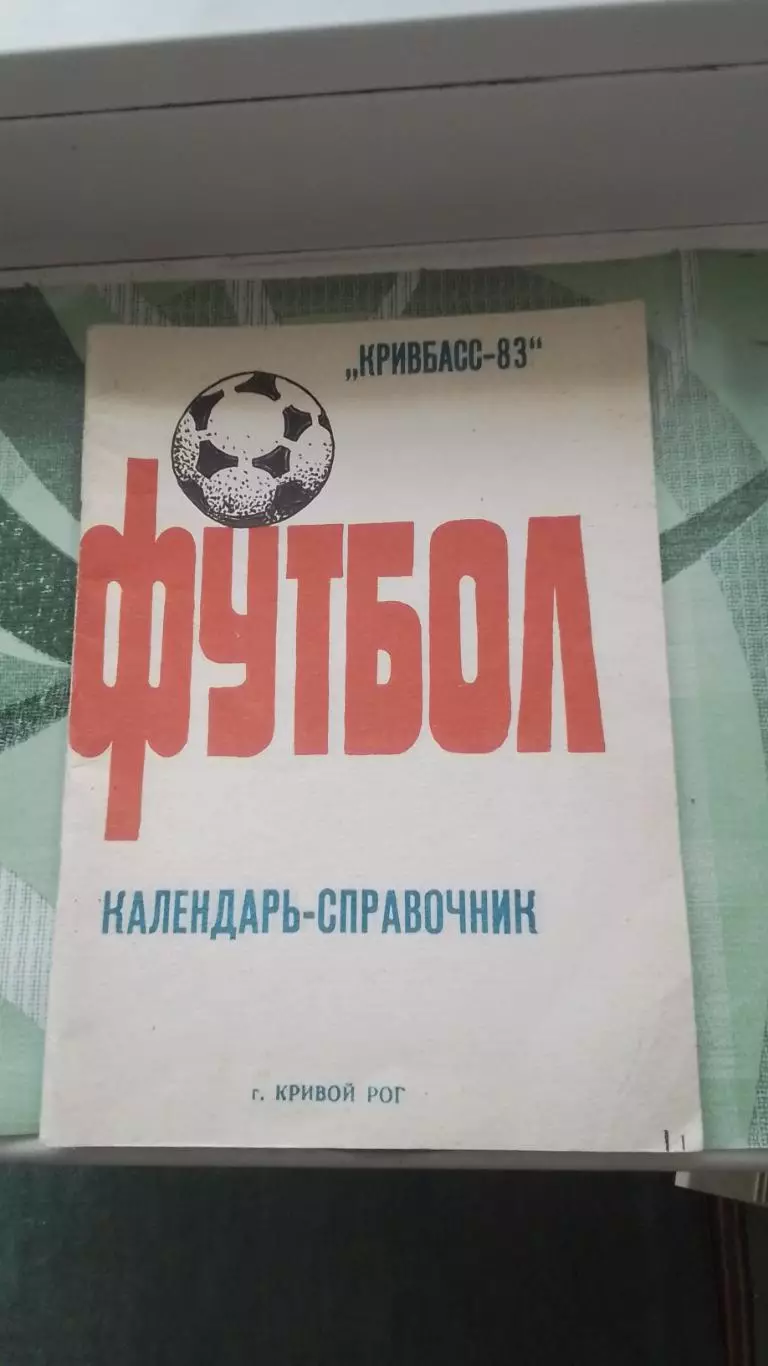 „КРИВБАСС-83“
ФУТБОЛ
КАЛЕНДАРЬ-СПРАВОЧНИК
г. КРИВОЙ РОГ